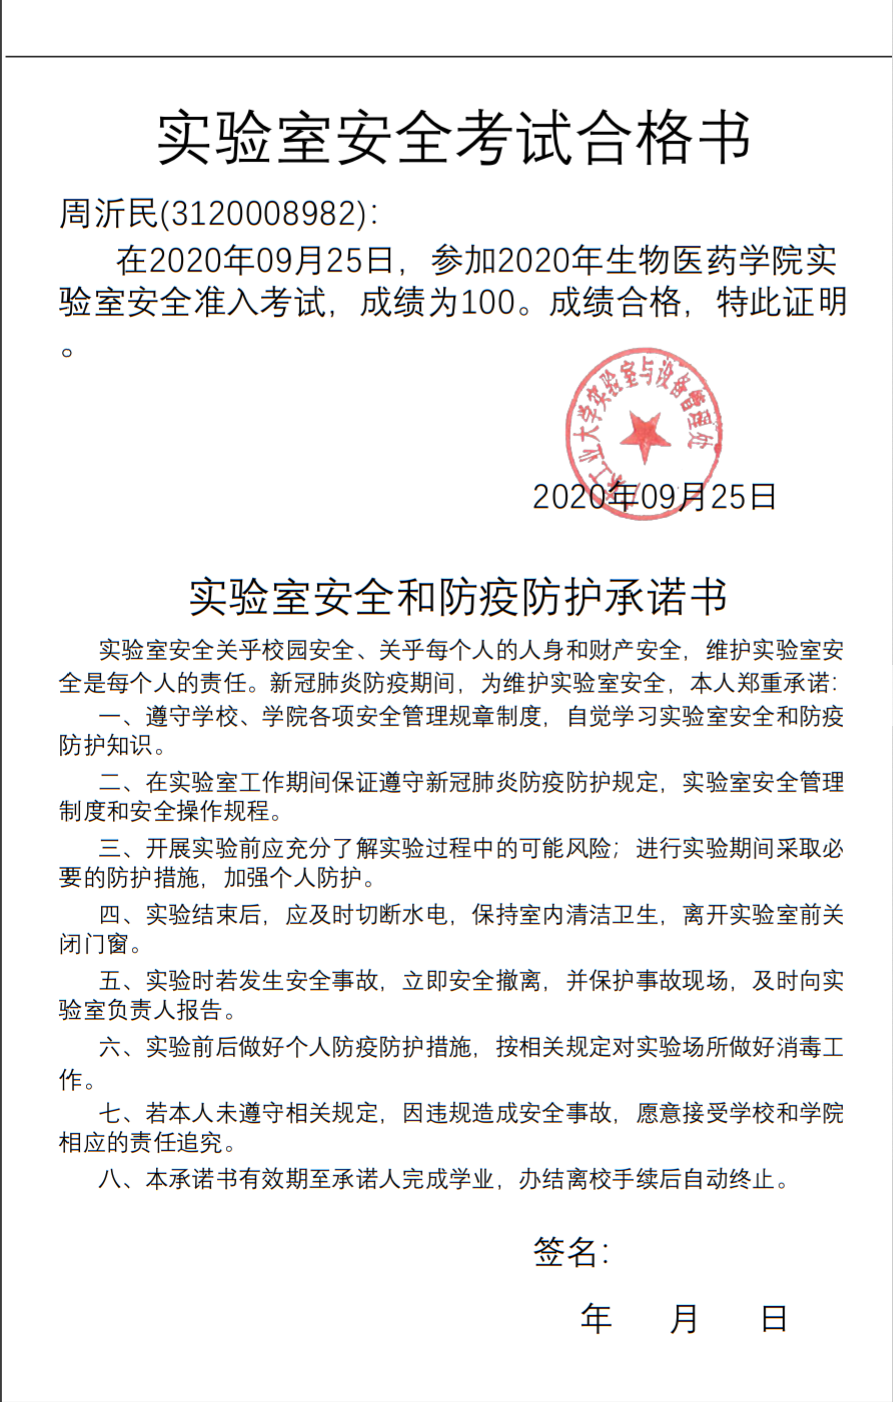 实验室安全考试合格书
周沂民(3120008982)：
在2020年09月25日，参加2020年生物医药学院实
验室安全准入考试，成绩为100。成绩合格，特此证明
。
广东工业大学实验室与设备管理处
2020年09月25日
实验室安全和防疫防护承诺书
实验室安全关乎校园安全、关乎每个人的人身和财产安全，维护实验室安
全是每个人的责任。新冠肺炎防疫期间，为维护实验室安全，本人郑重承诺：
一、遵守学校、学院各项安全管理规章制度，自觉学习实验室安全和防疫
防护知识。
二、在实验室工作期间保证遵守新冠肺炎防疫防护规定，实验室安全管理
制度和安全操作规程。
三、开展实验前应充分了解实验过程中的可能风险；进行实验期间采取必
要的防护措施，加强个人防护。
四、实验结束后，应及时切断水电，保持室内清洁卫生，离开实验室前关
闭门窗。
五、实验时若发生安全事故，立即安全撤离，并保护事故现场，及时向实
验室负责人报告。
六、实验前后做好个人防疫防护措施，按相关规定对实验场所做好消毒工
作。
七、若本人未遵守相关规定，因违规造成安全事故，愿意接受学校和学院
相应的责任追究。
八、本承诺书有效期至承诺人完成学业，办结离校手续后自动终止。
签名：
年 月 日